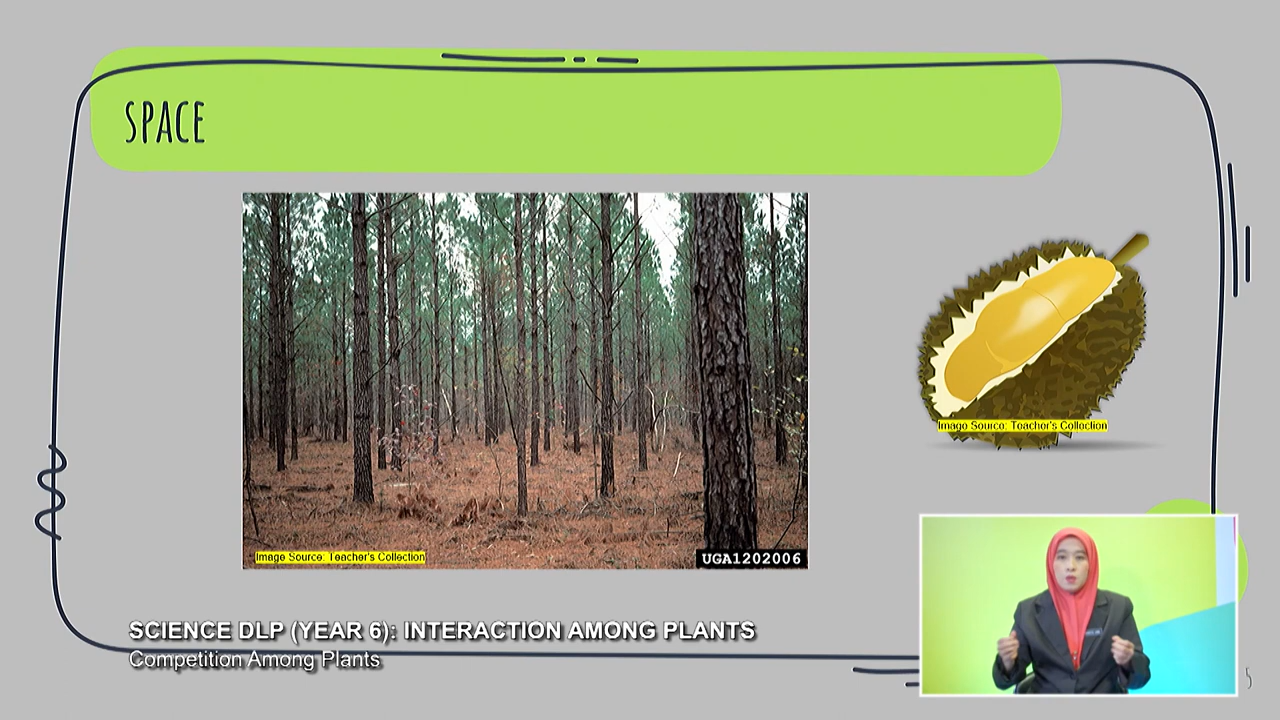 SPACE
Image Source: Teacher's Collection
Image Source: Teacher's Collection
UGA1202006
SCIENCE DLP (YEAR 6): INTERACTION AMONG PLANTS
Competition Among Plants
5